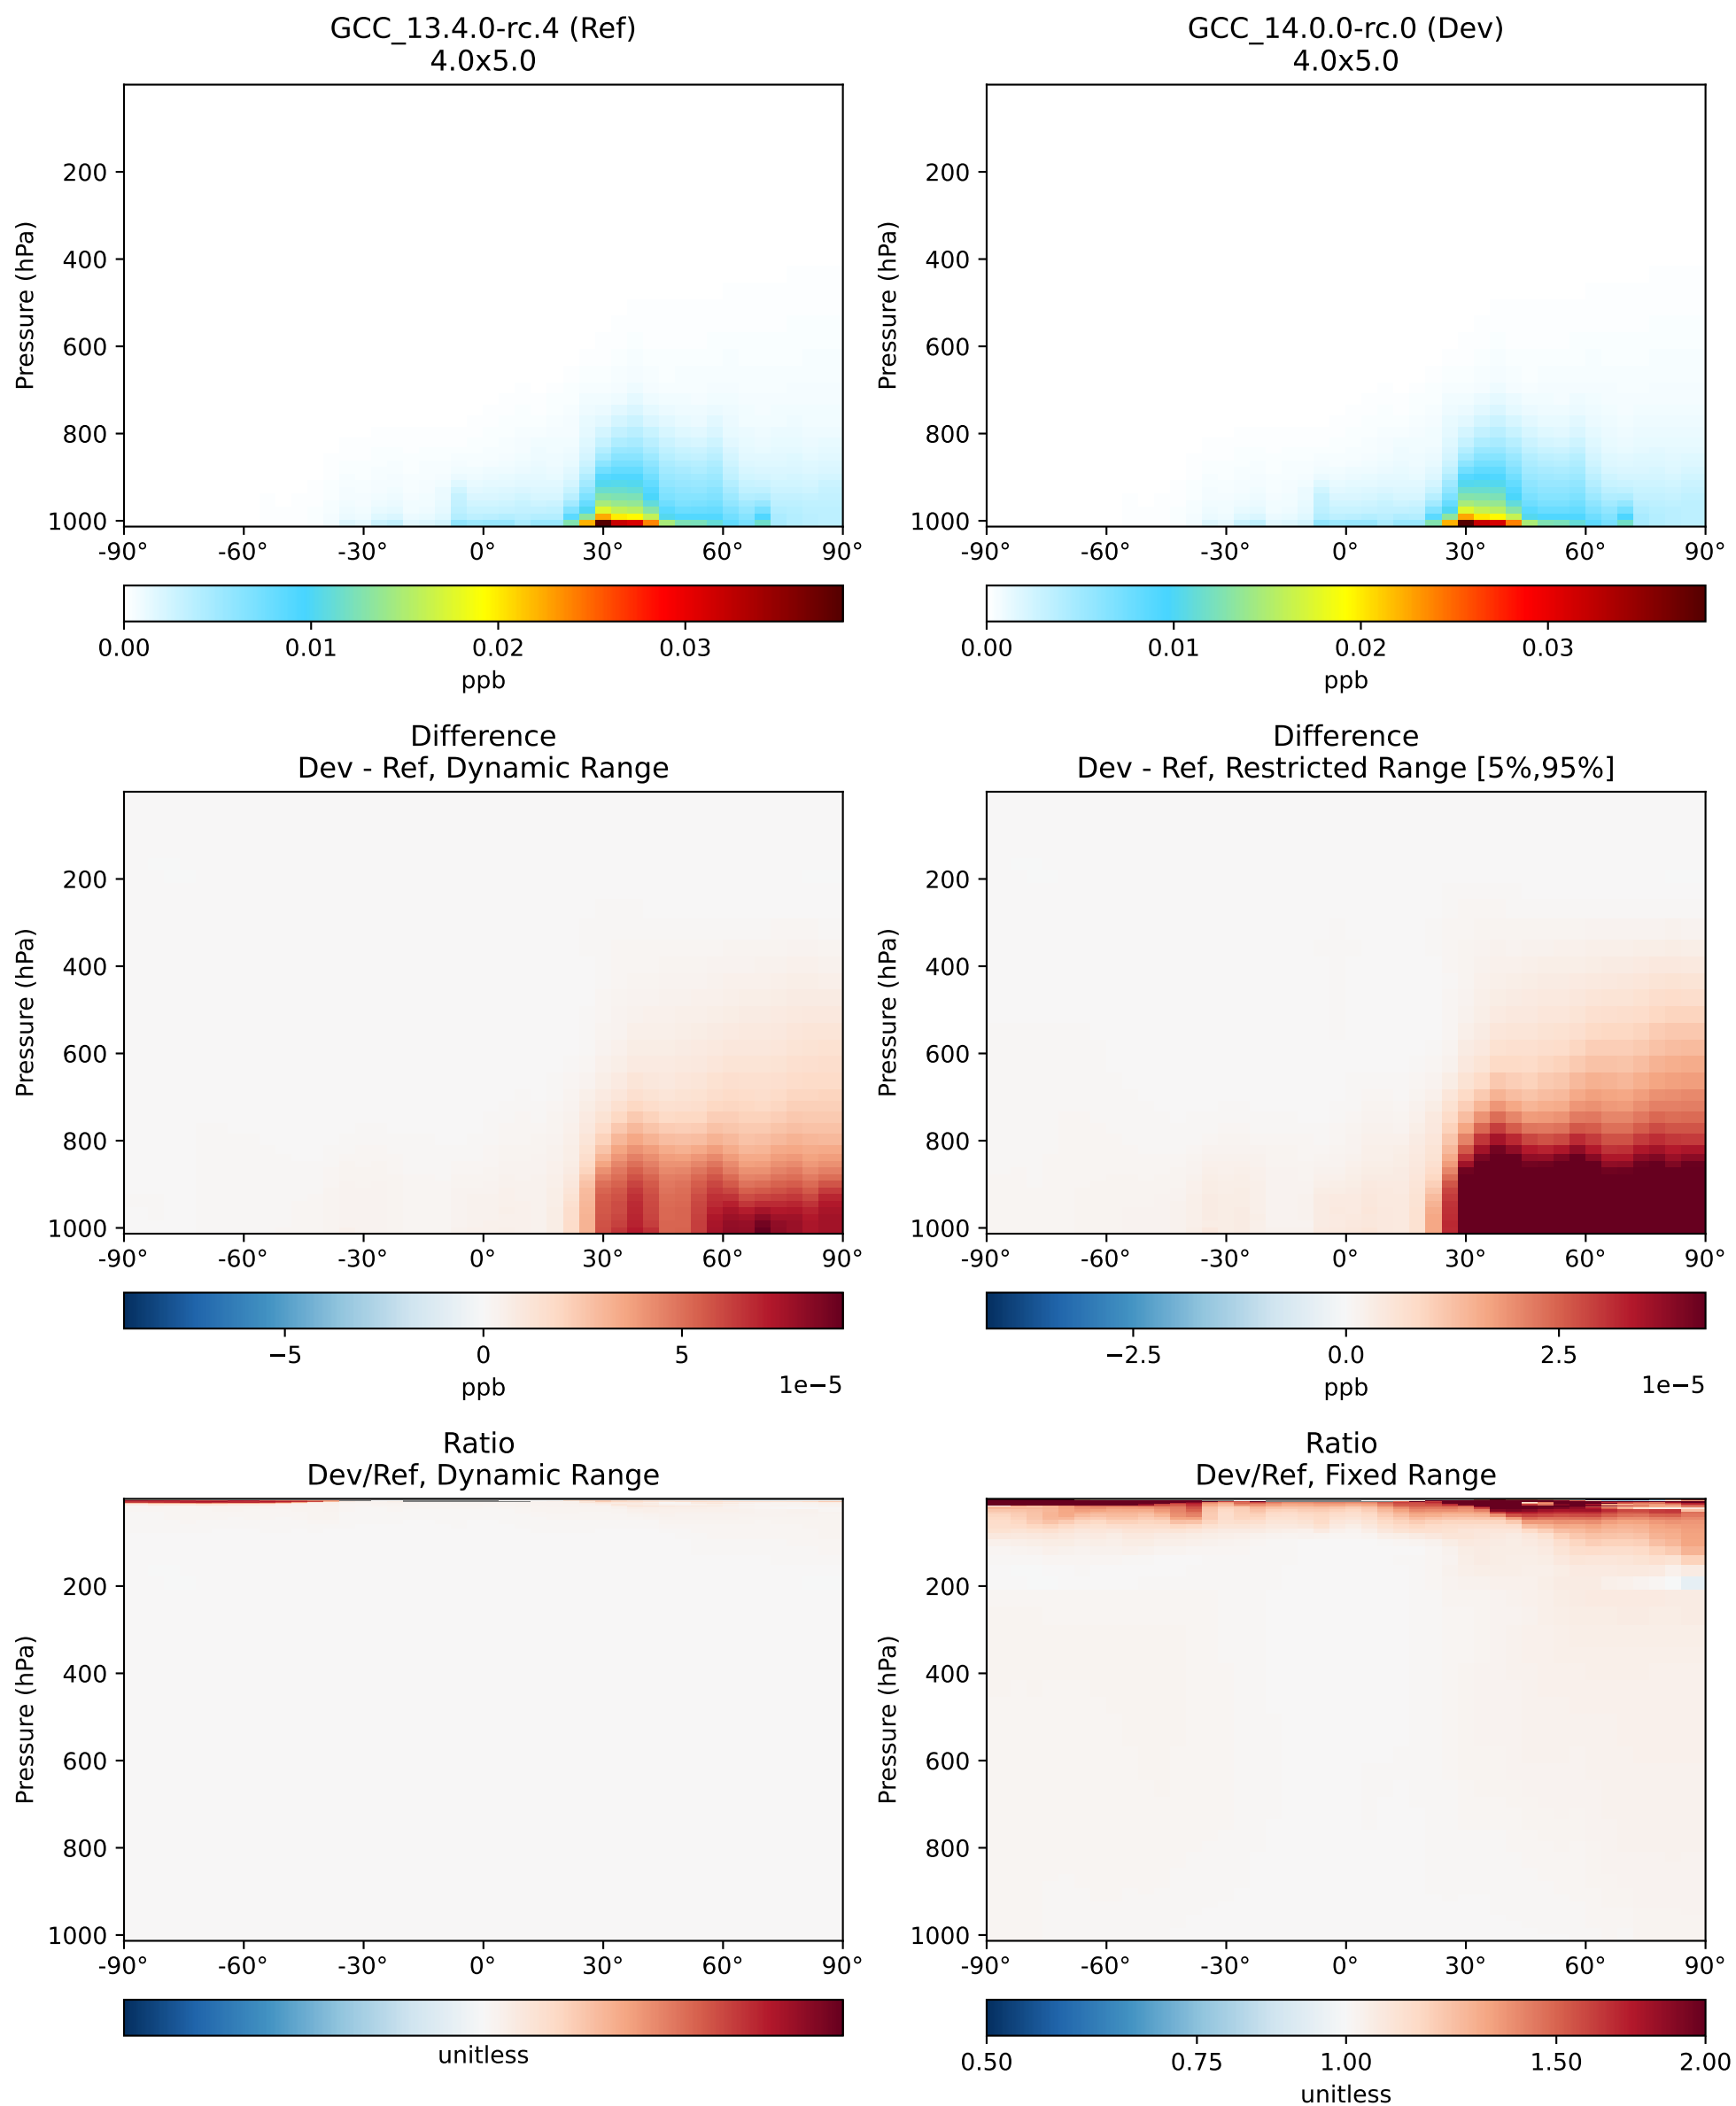 GCC_13.4.0-rc.4 (Ref)
4.0x5.0
Pressure (hPa)
200
400
600
800
1000
-90° -60° -30° 0° 30° 60° 90°
0.00 0.01 0.02 0.03
ppb
GCC_14.0.0-rc.0 (Dev)
4.0x5.0
Pressure (hPa)
200
400
600
800
1000
-90° -60° -30° 0° 30° 60° 90°
0.00 0.01 0.02 0.03
ppb
Difference
Dev - Ref, Dynamic Range
Pressure (hPa)
200
400
600
800
1000
-90° -60° -30° 0° 30° 60° 90°
−5 0 5
ppb
1e−5
Difference
Dev - Ref, Restricted Range [5%,95%]
Pressure (hPa)
200
400
600
800
1000
-90° -60° -30° 0° 30° 60° 90°
−2.5 0.0 2.5
ppb
1e−5
Ratio
Dev/Ref, Dynamic Range
Pressure (hPa)
200
400
600
800
1000
-90° -60° -30° 0° 30° 60° 90°
unitless
Ratio
Dev/Ref, Fixed Range
Pressure (hPa)
200
400
600
800
1000
-90° -60° -30° 0° 30° 60° 90°
0.50 0.75 1.00 1.50 2.00
unitless